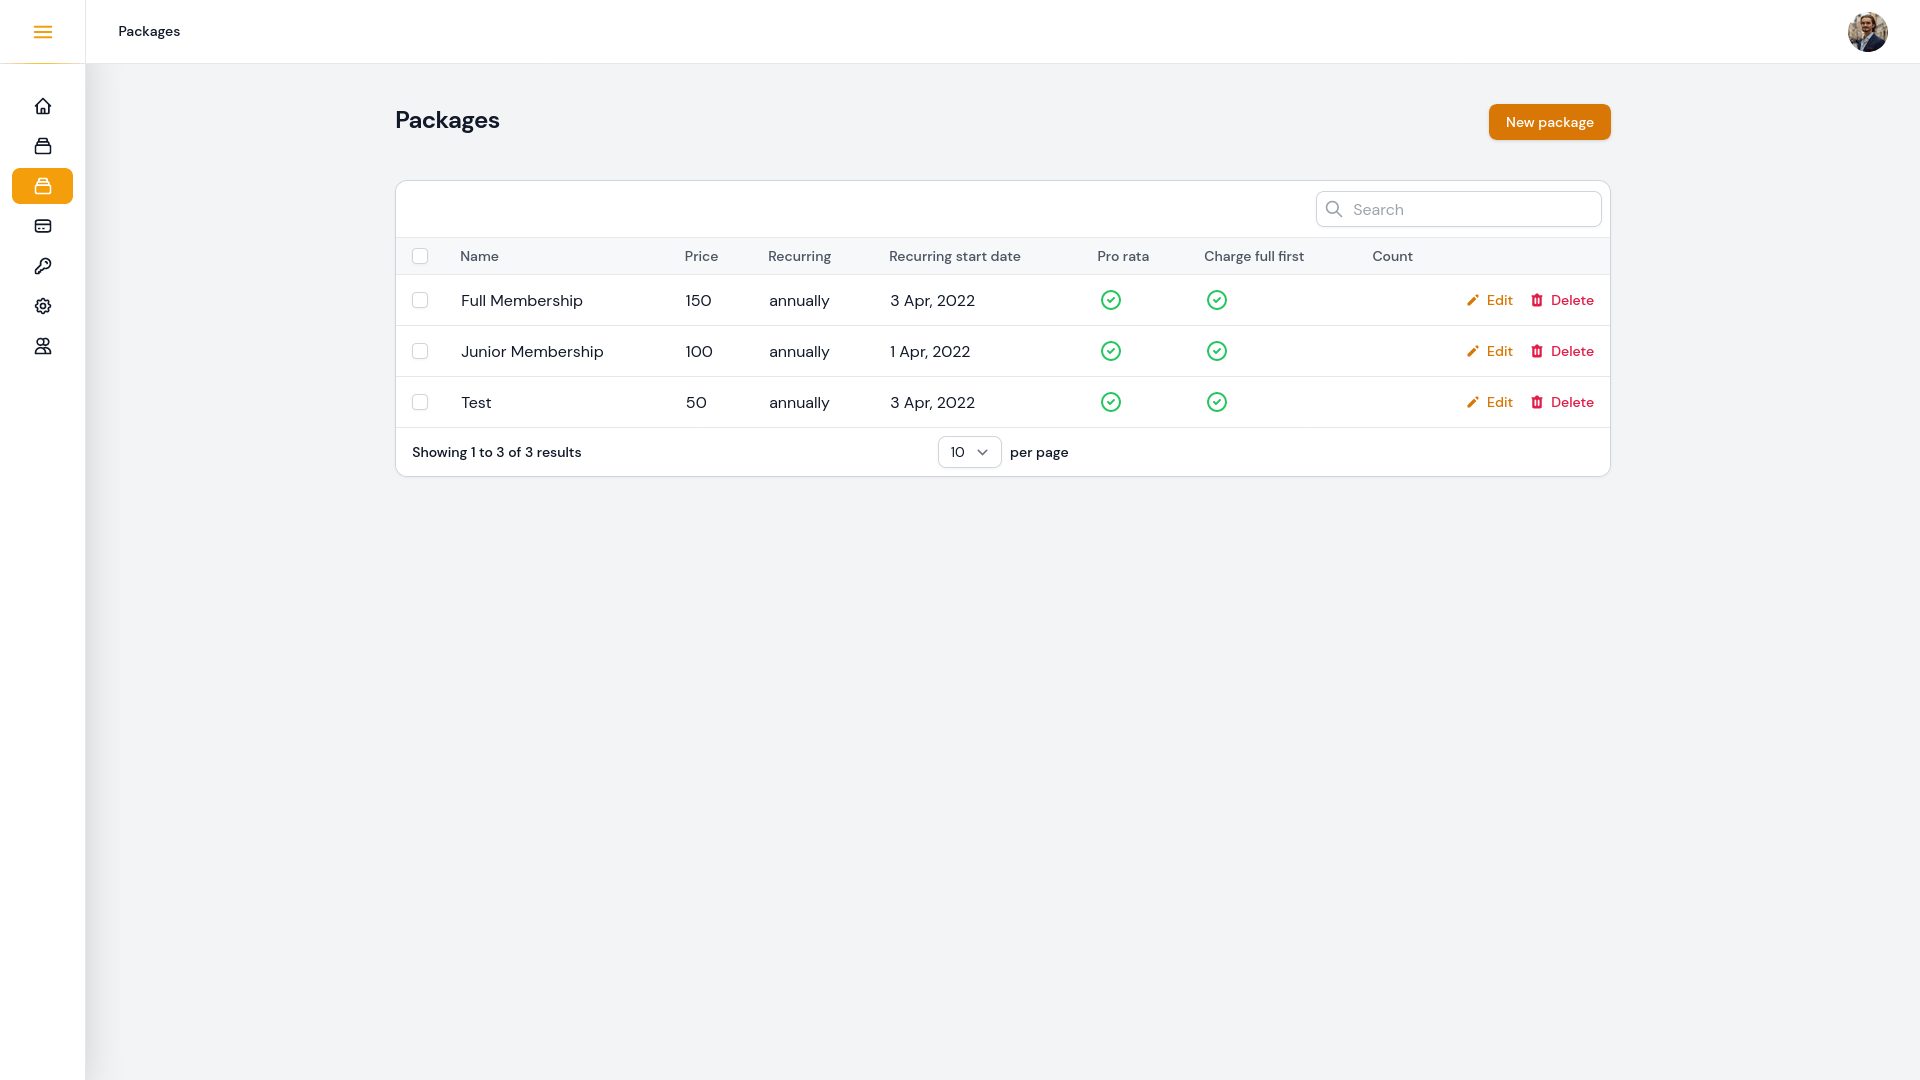 Packages
Packages
New package
Search
Name Price Recurring Recurring start date Pro rata Charge full first Count
Full Membership 150 annually 3 Apr, 2022 Edit Delete
Junior Membership 100 annually 1 Apr, 2022 Edit Delete
Test 50 annually 3 Apr, 2022 Edit Delete
Showing 1 to 3 of 3 results 10 per page